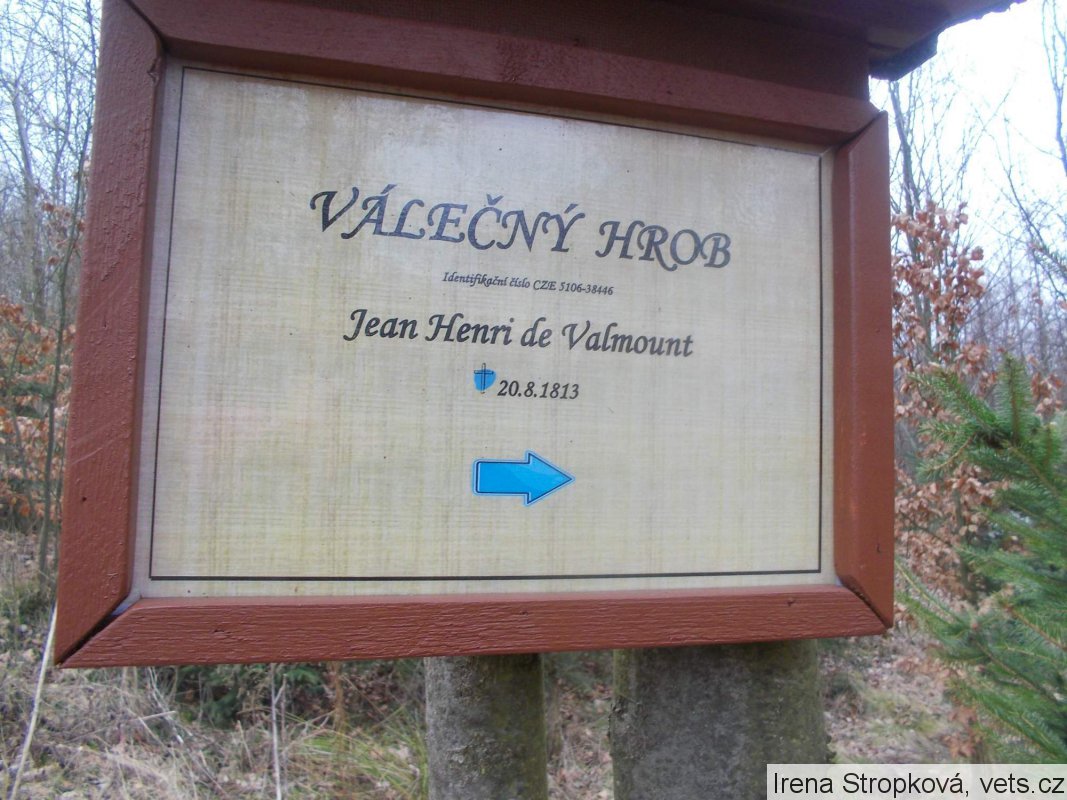 VÁLEČNÝ HROB
Identifikační číslo CZE 5106-38446
Jean Henri de Valmount
20.8.1813
Irena Stropková, vets.cz